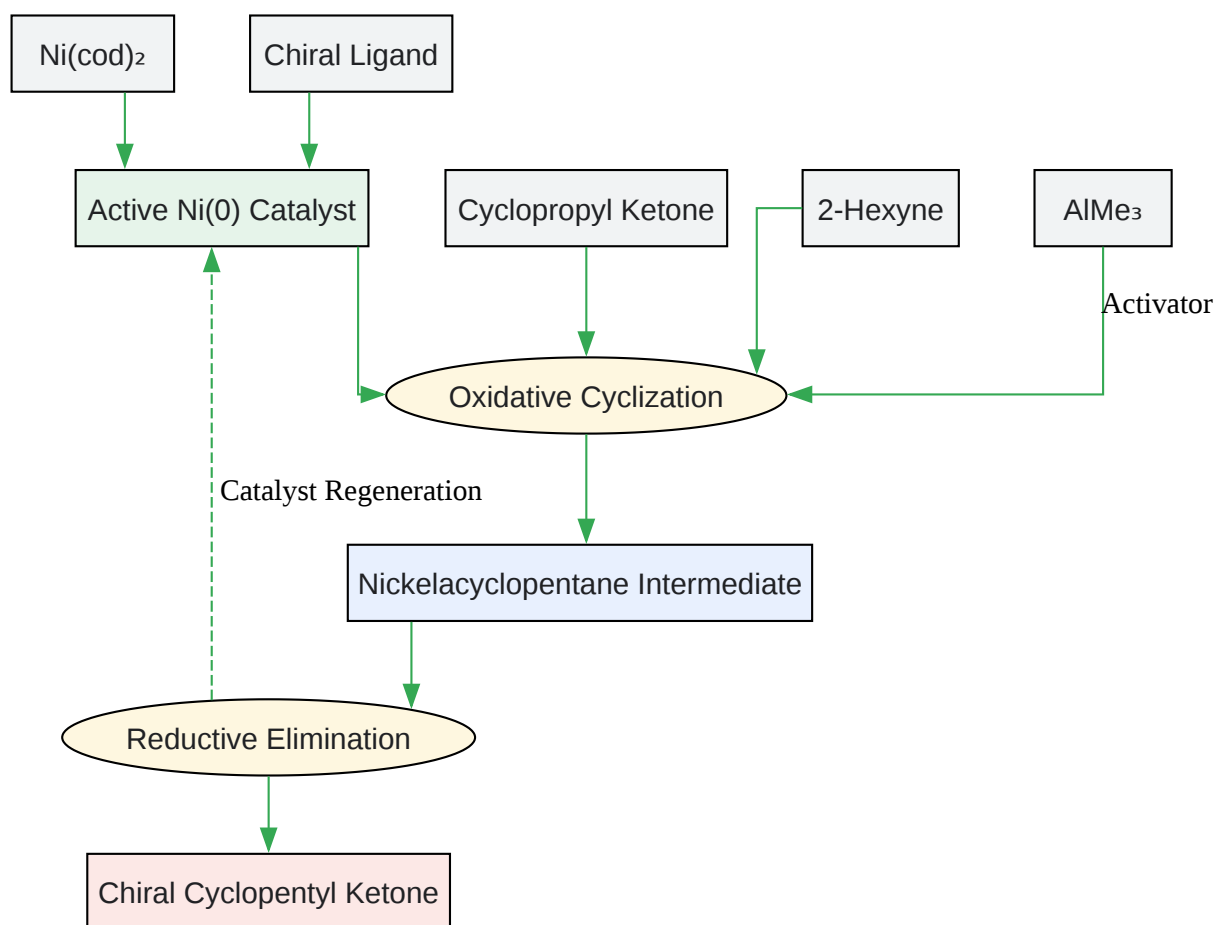 Ni(cod)₂
Chiral Ligand
Active Ni(0) Catalyst
Cyclopropyl Ketone
2-Hexyne
AlMe₃
Activator
Oxidative Cyclization
Catalyst Regeneration
Nickelacyclopentane Intermediate
Reductive Elimination
Chiral Cyclopentyl Ketone